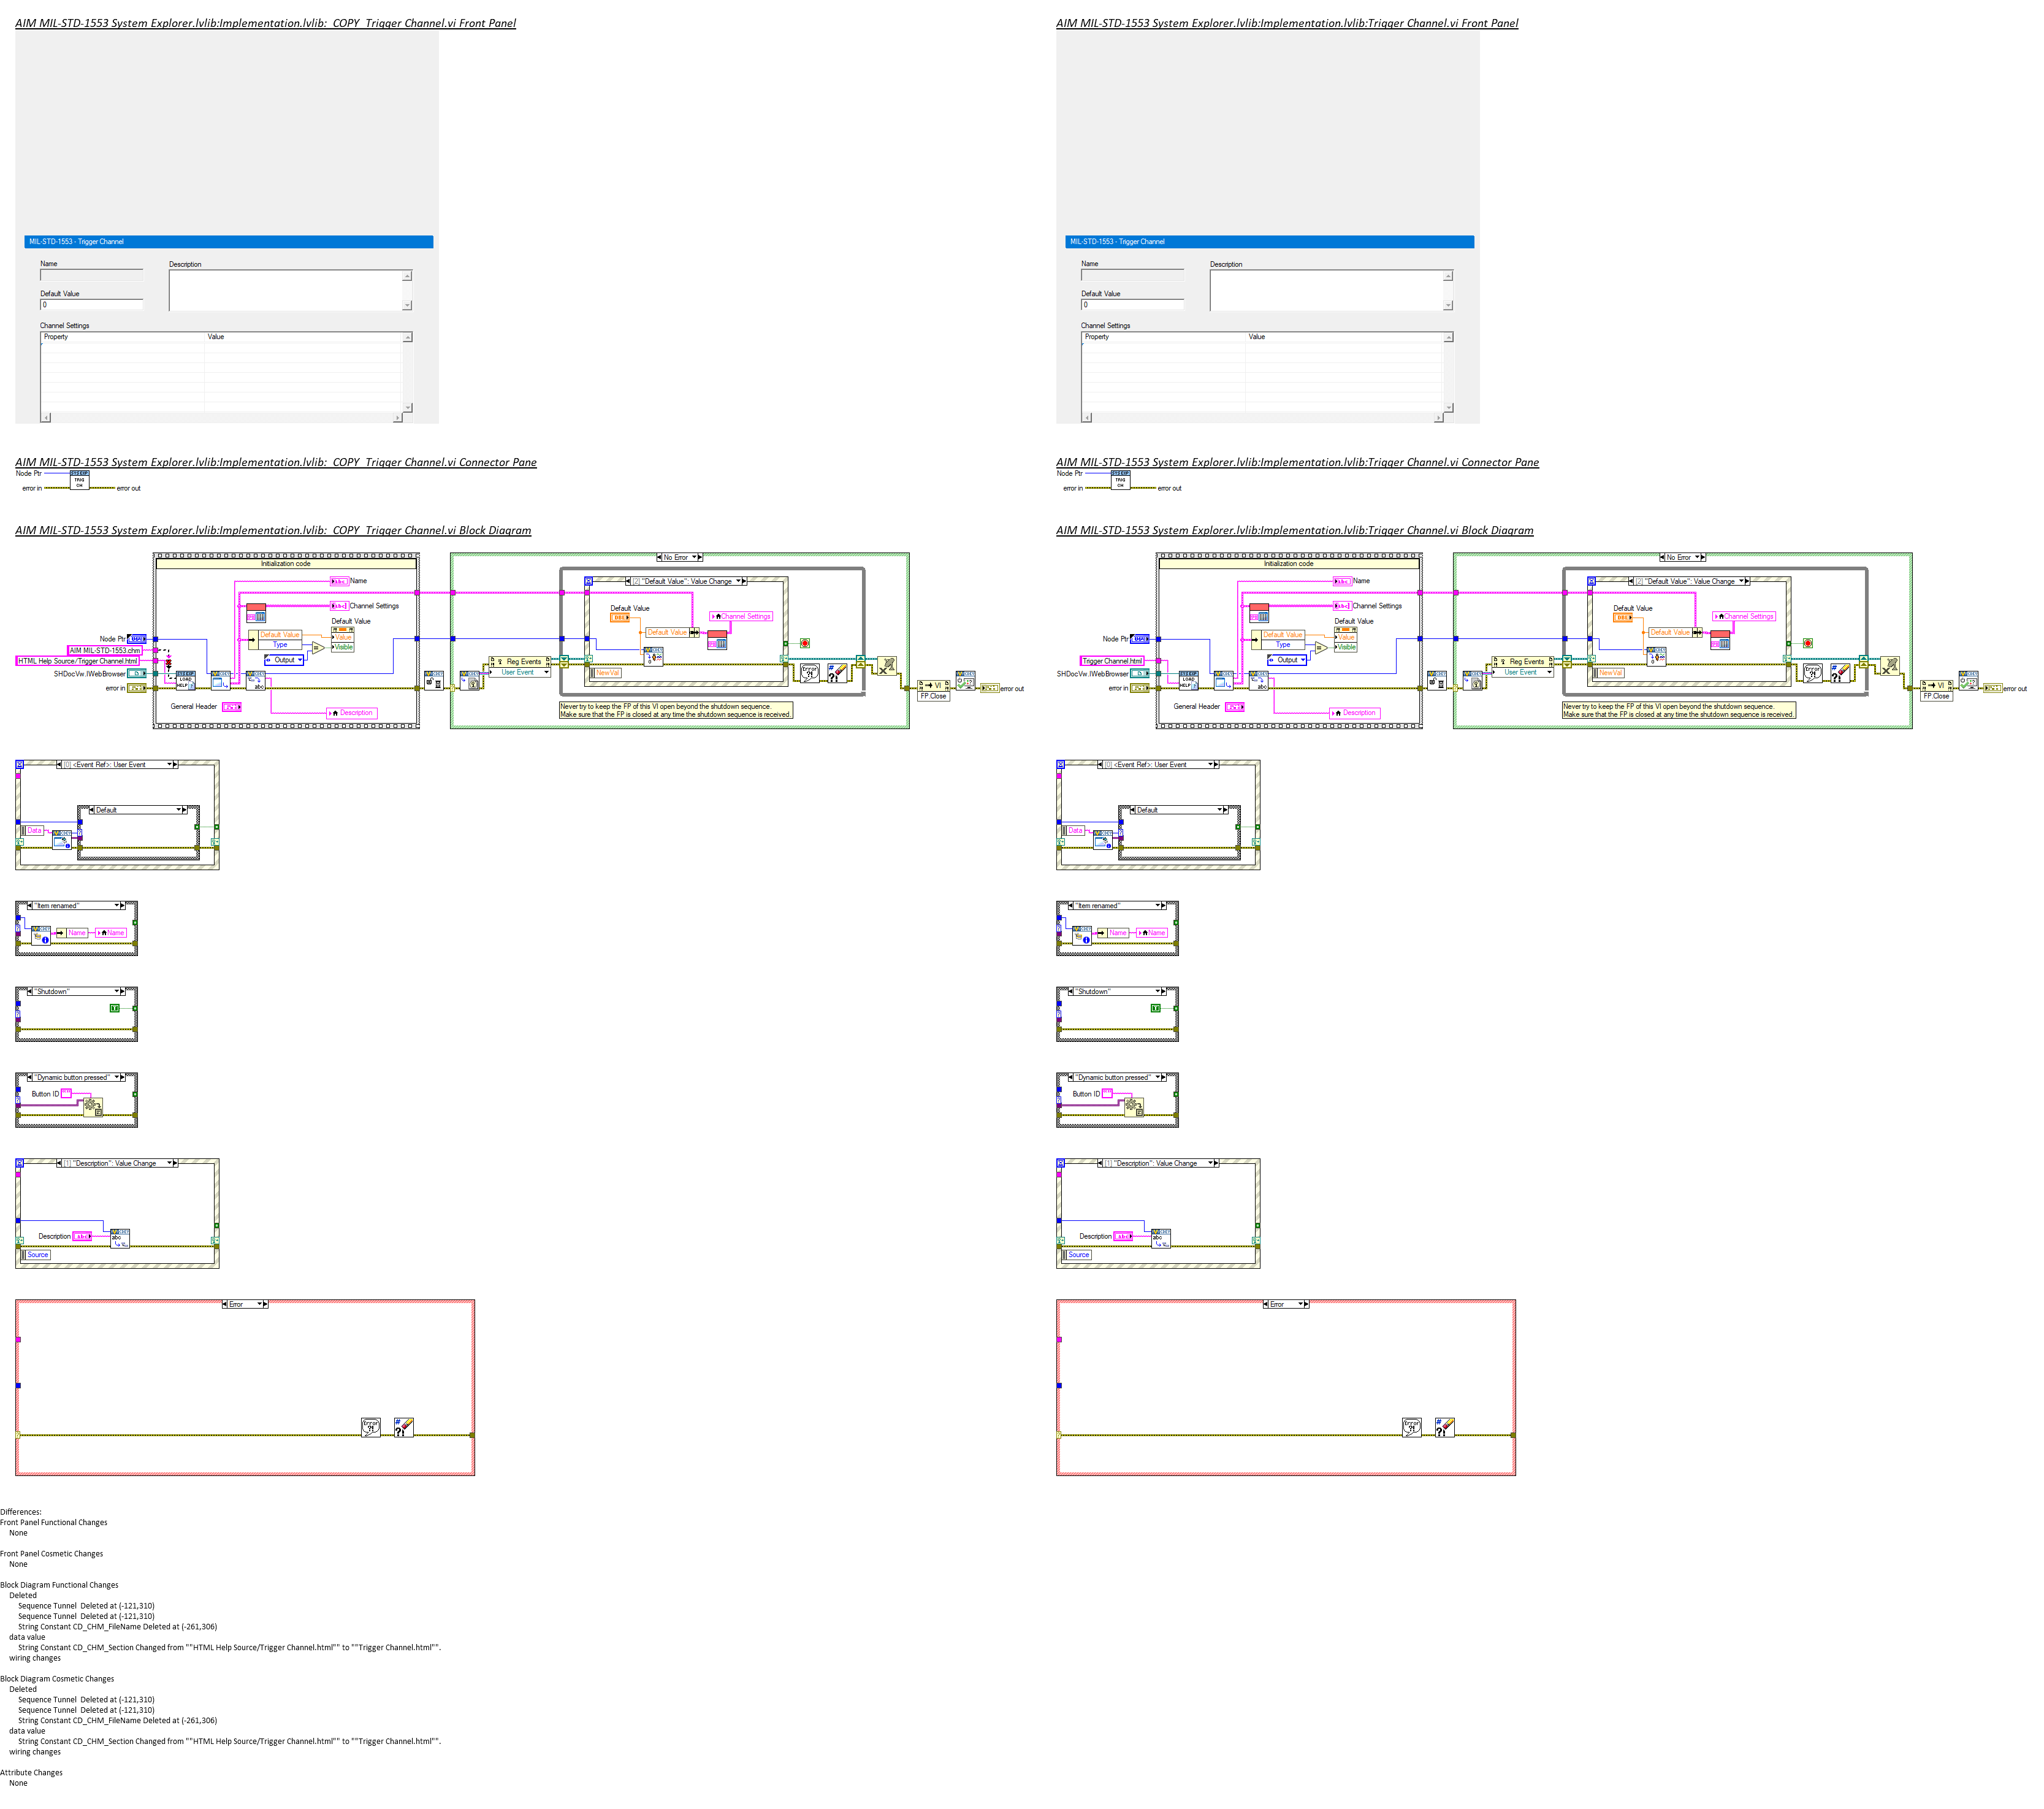 AIM MIL-STD-1553 System Explorer.lvlib:Implementation.lvlib:_COPY_Trigger Channel.vi Front Panel
MIL-STD-1553 - Trigger Channel
Name
Description
Default Value
0
Channel Settings
Property Value
AIM MIL-STD-1553 System Explorer.lvlib:Implementation.lvlib:_COPY_Trigger Channel.vi Connector Pane
Node Ptr
TRIG
CH
error in
error out
AIM MIL-STD-1553 System Explorer.lvlib:Implementation.lvlib:_COPY_Trigger Channel.vi Block Diagram
Initialization code
Name
Channel Settings
Default Value
Default Value
Value
Type
Visible
Output
Node Ptr
AIM MIL-STD-1553.chm
HTML Help Source/Trigger Channel.html
SHDocVw.IWebBrowser
LOAD
HELP
abc
error in
General Header
Description
No Error
[2] "Default Value": Value Change
Default Value
Channel Settings
Default Value
Reg Events
User Event
NewVal
Never try to keep the FP of this VI open beyond the shutdown sequence.
Make sure that the FP is closed at any time the shutdown sequence is received.
VI
FP.Close
error out
[0] <Event Ref>: User Event
Default
Data
"Item renamed"
Name
Name
"Shutdown"
"Dynamic button pressed"
Button ID
[1] "Description": Value Change
Description
abc
Source
Error
Differences:
Front Panel Functional Changes
None
Front Panel Cosmetic Changes
None
Block Diagram Functional Changes
Deleted
Sequence Tunnel  Deleted at (-121,310)
Sequence Tunnel  Deleted at (-121,310)
String Constant CD_CHM_FileName Deleted at (-261,306)
data value
String Constant CD_CHM_Section Changed from ""HTML Help Source/Trigger Channel.html"" to ""Trigger Channel.html"".
wiring changes
Block Diagram Cosmetic Changes
Deleted
Sequence Tunnel  Deleted at (-121,310)
Sequence Tunnel  Deleted at (-121,310)
String Constant CD_CHM_FileName Deleted at (-261,306)
data value
String Constant CD_CHM_Section Changed from ""HTML Help Source/Trigger Channel.html"" to ""Trigger Channel.html"".
wiring changes
Attribute Changes
None
AIM MIL-STD-1553 System Explorer.lvlib:Implementation.lvlib:Trigger Channel.vi Front Panel
MIL-STD-1553 - Trigger Channel
Name
Description
Default Value
0
Channel Settings
Property Value
AIM MIL-STD-1553 System Explorer.lvlib:Implementation.lvlib:Trigger Channel.vi Connector Pane
Node Ptr
TRIG
CH
error in
error out
AIM MIL-STD-1553 System Explorer.lvlib:Implementation.lvlib:Trigger Channel.vi Block Diagram
Initialization code
Name
Channel Settings
Default Value
Default Value
Value
Type
Visible
Output
Node Ptr
Trigger Channel.html
SHDocVw.IWebBrowser
LOAD
HELP
abc
error in
General Header
Description
No Error
[2] "Default Value": Value Change
Default Value
Channel Settings
Default Value
Reg Events
User Event
NewVal
Never try to keep the FP of this VI open beyond the shutdown sequence.
Make sure that the FP is closed at any time the shutdown sequence is received.
VI
FP.Close
error out
[0] <Event Ref>: User Event
Default
Data
"Item renamed"
Name
Name
"Shutdown"
"Dynamic button pressed"
Button ID
[1] "Description": Value Change
Description
abc
Source
Error